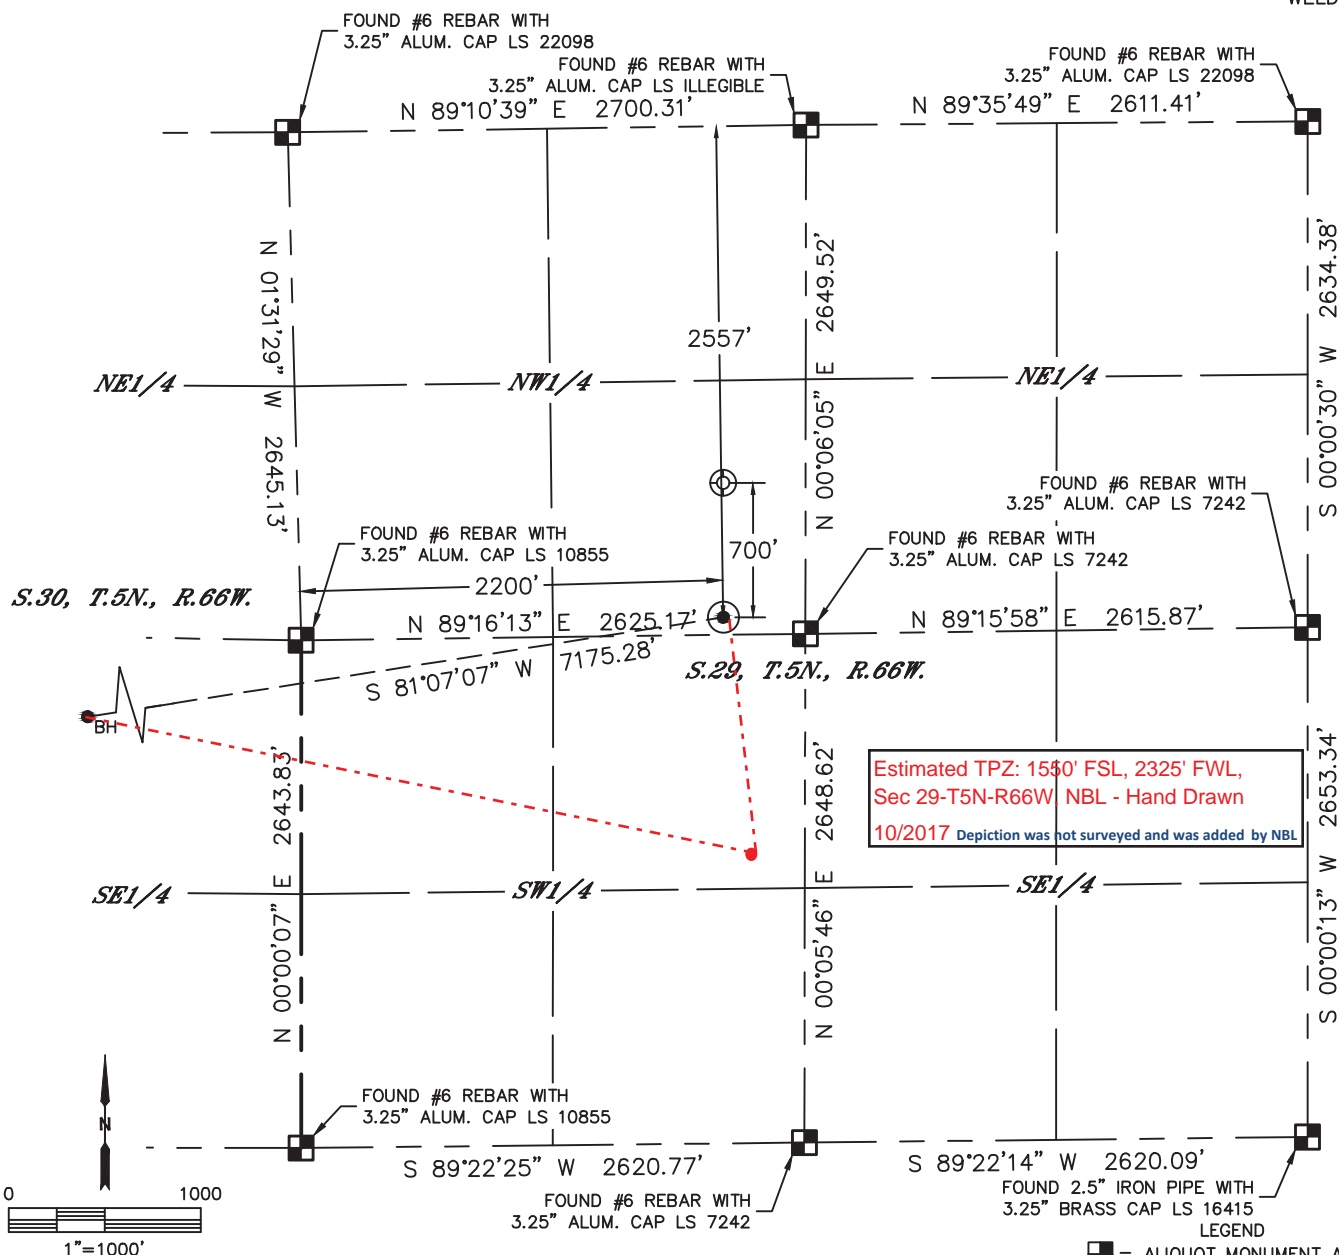 FOUND #6 REBAR WITH
3.25" ALUM. CAP LS 22098
FOUND #6 REBAR WITH
3.25" ALUM. CAP LS ILLEGIBLE
FOUND #6 REBAR WITH
3.25" ALUM. CAP LS 22098
N 89°10'39" E 2700.31'
N 89°35'49" E 2611.41'
N 01°31'29" W 2645.13'
2557'
N 00°06'05" E 2649.52'
S 00°00'30" W 2634.38'
NE1/4
NW1/4
NE1/4
FOUND #6 REBAR WITH
3.25" ALUM. CAP LS 10855
700'
FOUND #6 REBAR WITH
3.25" ALUM. CAP LS 7242
FOUND #6 REBAR WITH
3.25" ALUM. CAP LS 7242
S.30, T.5N., R.66W.
2200'
N 89°16'13" E 2625.17'
N 89°15'58" E 2615.87'
S 81°07'07" W 7175.28'
S.29, T.5N., R.66W.
BH
N 00°00'07" E 2643.83'
N 00°05'46" E 2648.62'
S 00°00'13" W 2653.34'
Estimated TPZ: 1550' FSL, 2325' FWL,
Sec 29-T5N-R66W, NBL - Hand Drawn
10/2017 Depiction was not surveyed and was added by NBL
SE1/4
SW1/4
SE1/4
N
FOUND #6 REBAR WITH
3.25" ALUM. CAP LS 10855
S 89°22'25" W 2620.77'
S 89°22'14" W 2620.09'
FOUND #6 REBAR WITH
3.25" ALUM. CAP LS 7242
FOUND 2.5" IRON PIPE WITH
3.25" BRASS CAP LS 16415
0 1000
1"=1000'
LEGEND
= ALIQUOT MONUMENT A